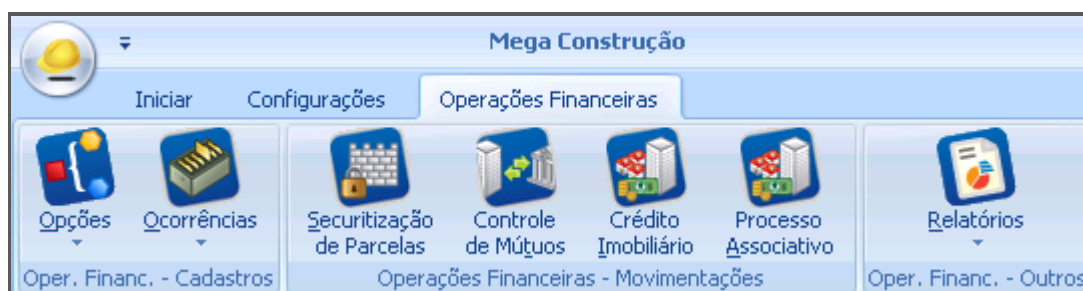 Mega Construção
Iniciar Configurações Operações Financeiras
Opções Ocorrências Securitização de Parcelas Controle de Mútuos Crédito Imobiliário Processo Associativo Relatórios
Oper. Financ. - Cadastros Operações Financeiras - Movimentações Oper. Financ. - Outros